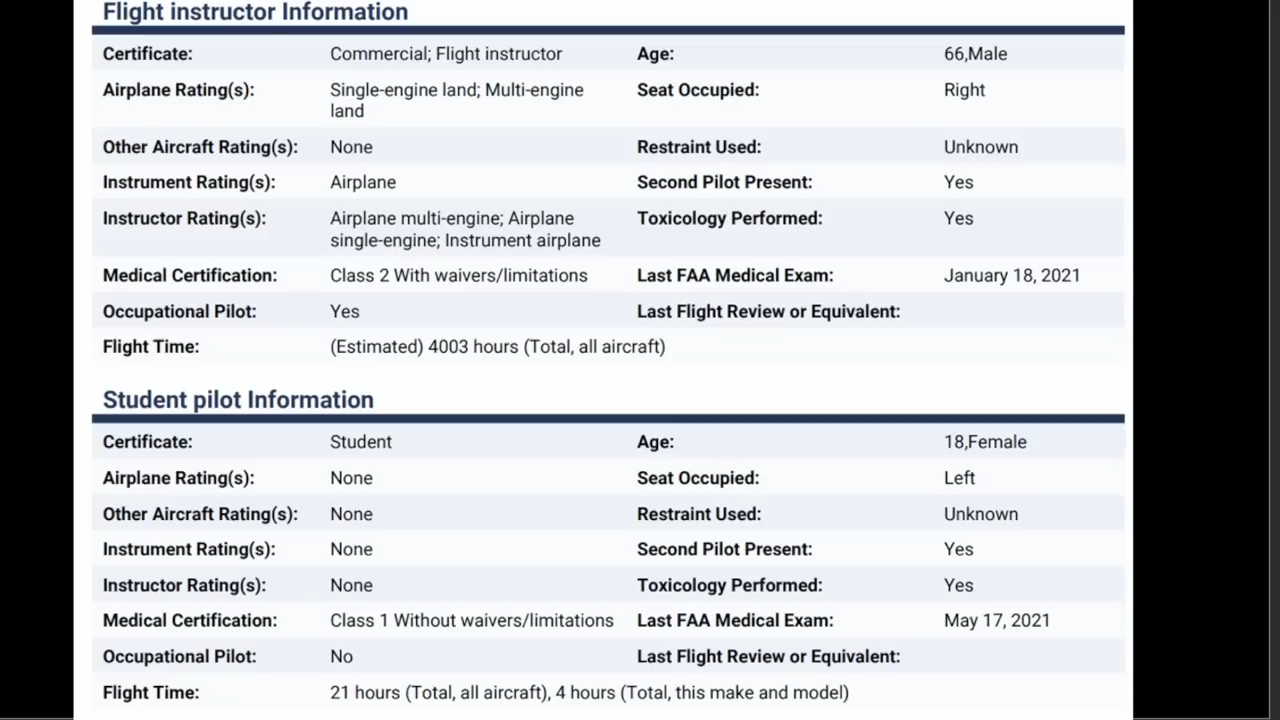 Flight instructor Information
Certificate: Commercial; Flight instructor Age: 66,Male
Airplane Rating(s): Single-engine land; Multi-engine Seat Occupied: Right
land
Other Aircraft Rating(s): None Restraint Used: Unknown
Instrument Rating(s): Airplane Second Pilot Present: Yes
Instructor Rating(s): Airplane multi-engine; Airplane Toxicology Performed: Yes
single-engine; Instrument airplane
Medical Certification: Class 2 With waivers/limitations Last FAA Medical Exam: January 18, 2021
Occupational Pilot: Yes Last Flight Review or Equivalent:
Flight Time: (Estimated) 4003 hours (Total, all aircraft)
Student pilot Information
Certificate: Student Age: 18,Female
Airplane Rating(s): None Seat Occupied: Left
Other Aircraft Rating(s): None Restraint Used: Unknown
Instrument Rating(s): None Second Pilot Present: Yes
Instructor Rating(s): None Toxicology Performed: Yes
Medical Certification: Class 1 Without waivers/limitations Last FAA Medical Exam: May 17, 2021
Occupational Pilot: No Last Flight Review or Equivalent:
Flight Time: 21 hours (Total, all aircraft), 4 hours (Total, this make and model)